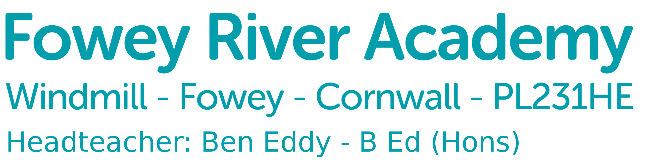 Fowey River Academy
Windmill - Fowey - Cornwall - PL231HE
Headteacher: Ben Eddy - B Ed (Hons)